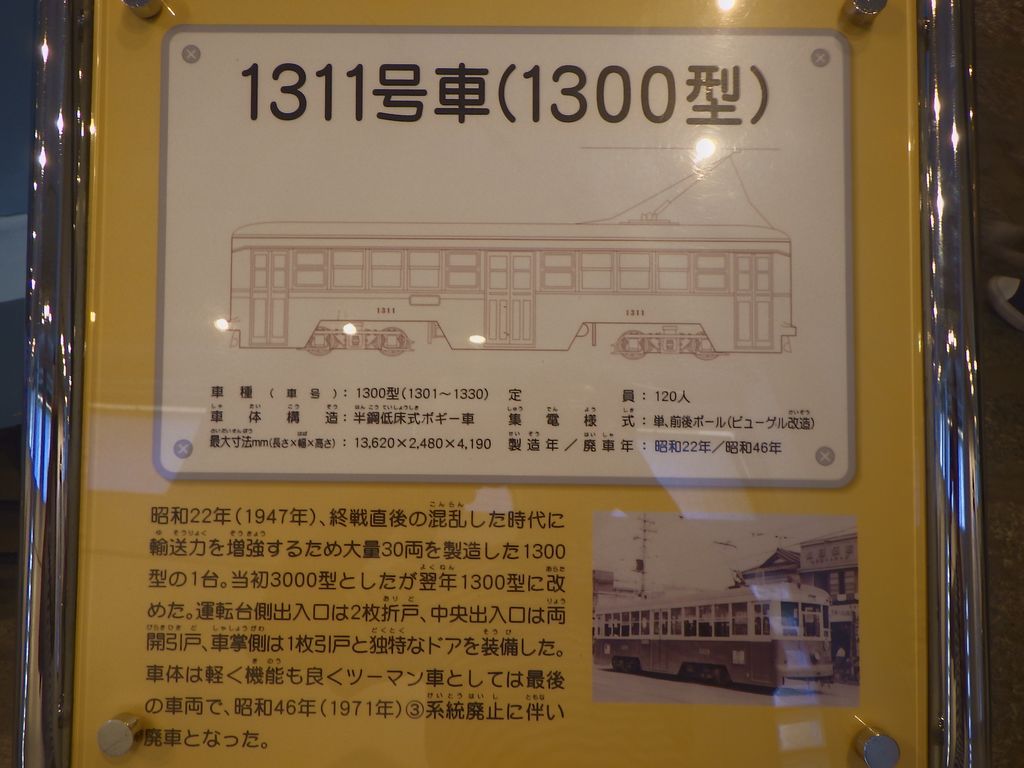 1311号車(1300型)
1311
1311
車種(車号):1300型(1301～1330) 定員:120人
車体構造:半鋼低床式ボギー車 集電様式:単、前後ポール(ビューゲル改造)
最大寸法mm(長さ×幅×高さ):13,620×2,480×4,190 製造年／廃車年:昭和22年／昭和46年
昭和22年(1947年)、終戦直後の混乱した時代に
輸送力を増強するため大量30両を製造した1300
型の1台。当初3000型としたが翌年1300型に改
めた。運転台側出入口は2枚折戸、中央出入口は両
開引戸、車掌側は1枚引戸と独特なドアを装備した。
車体は軽く機能も良くツーマン車としては最後
の車両で、昭和46年(1971年)③系統廃止に伴い
廃車となった。